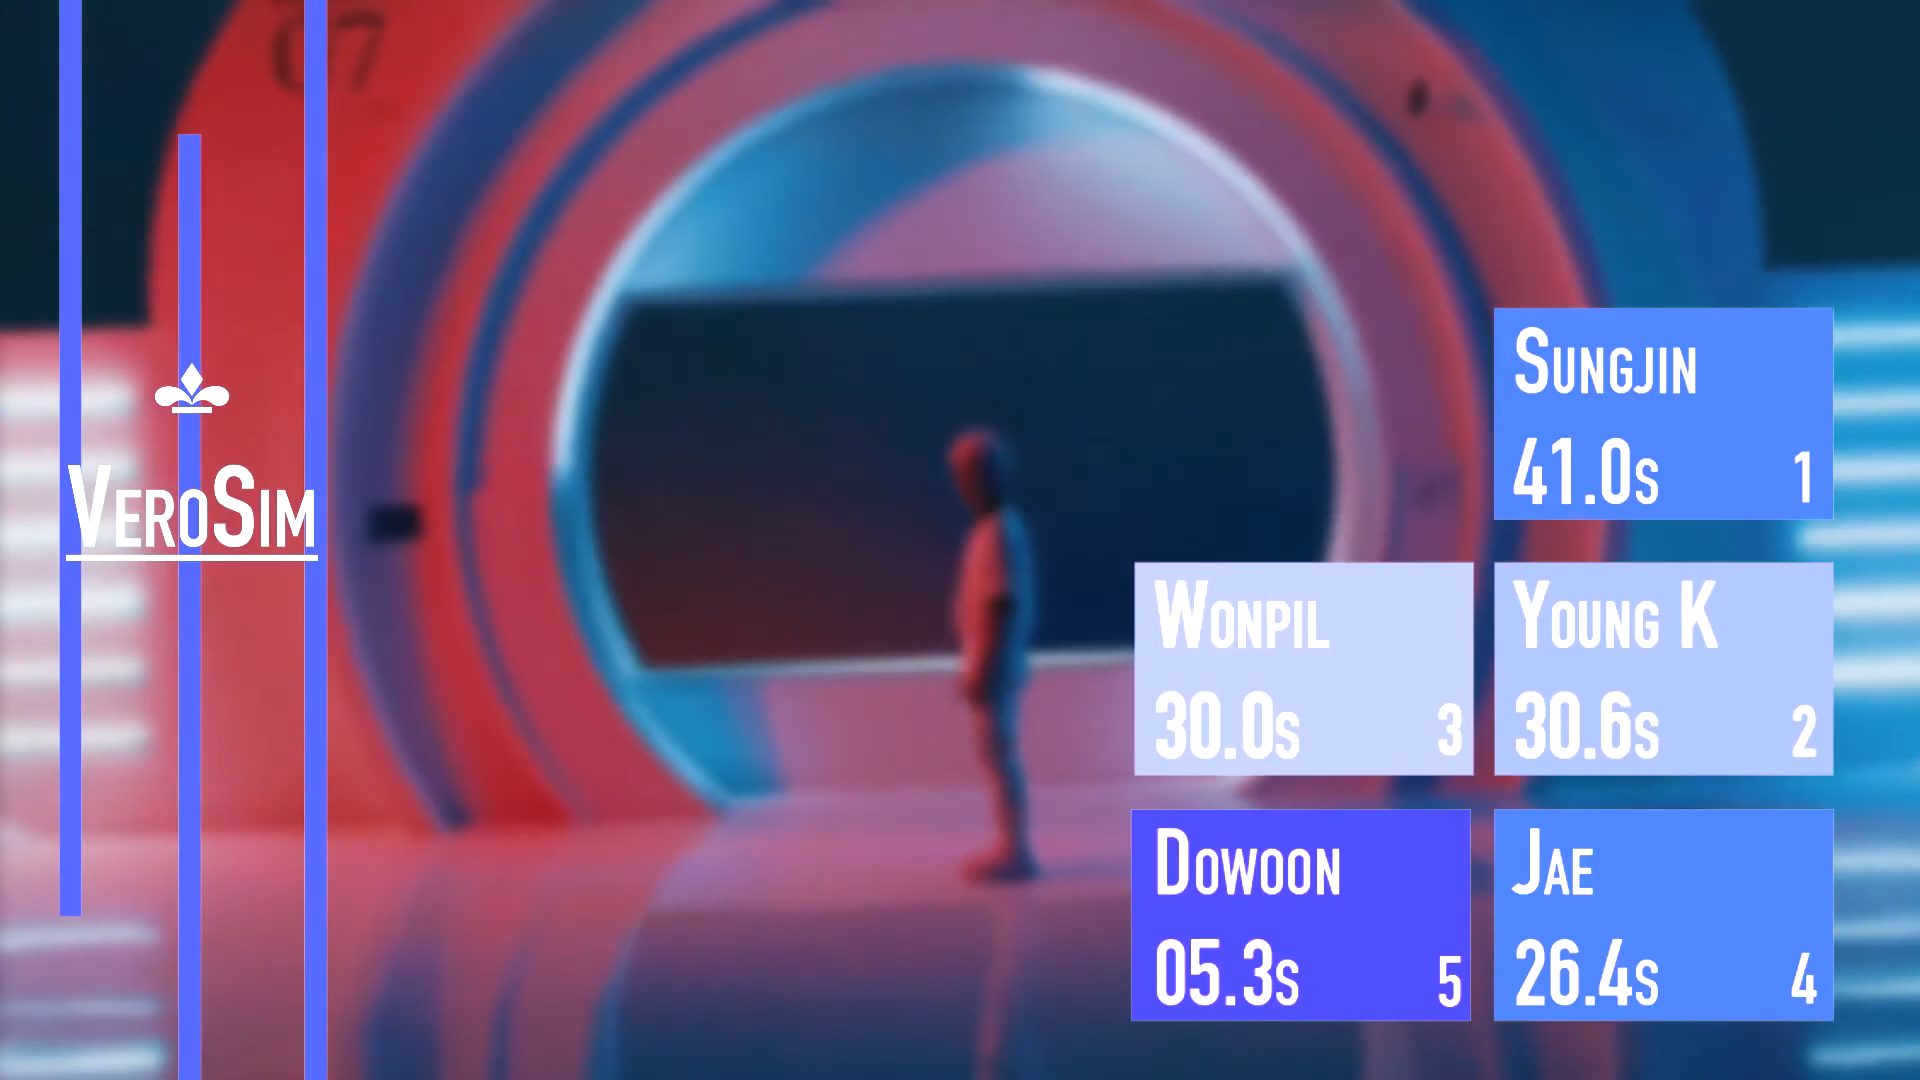 07
VeroSim
Sungjin
41.0s
1
Wonpil
30.0s
3
Young K
30.6s
2
Dowoon
05.3s
5
Jae
26.4s
4